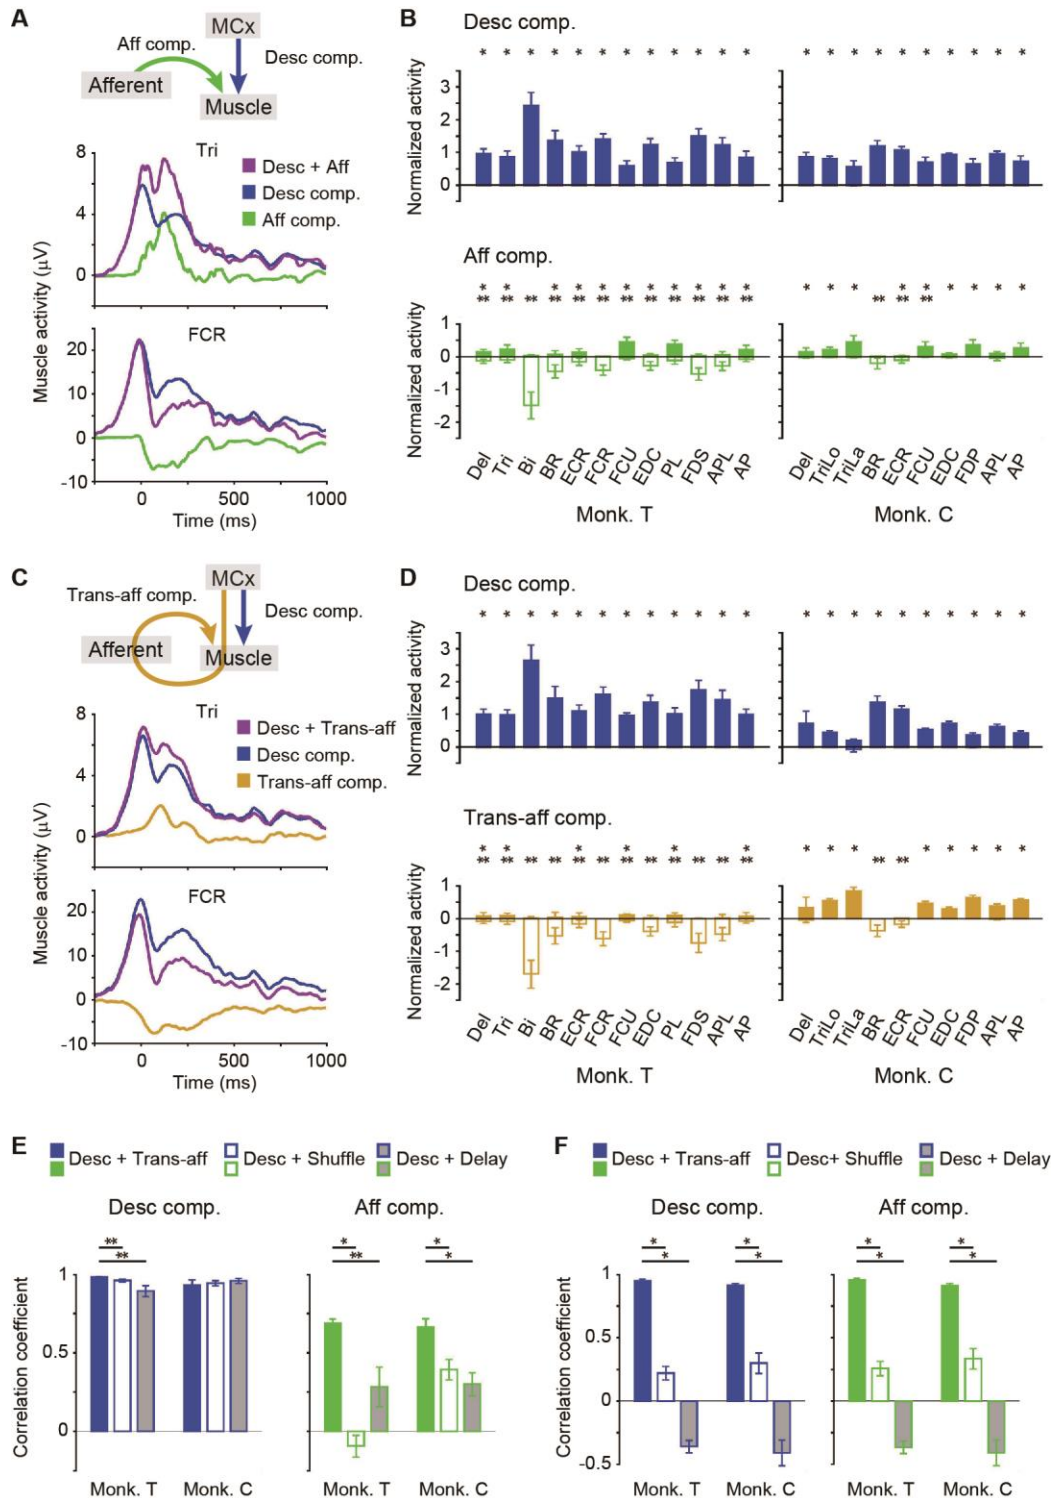 A
MCx
Aff comp.
Desc comp.
Afferent
Muscle
Tri
8
4
0
Desc + Aff
Desc comp.
Aff comp.
FCR
20
10
0
-10
Muscle activity (μV)
0 500 1000
Time (ms)
B
Desc comp.
* * * * * * * * * * * * * * * * * * * * * *
Normalized activity
3
2
1
0
Aff comp.
* * * * * * * * * * * * * * * * *
** ** ** ** ** ** ** ** ** ** ** ** ** ** **
Normalized activity
1
0
-1
-2
Del Tri Bi BR ECR FCR FCU EDC PL FDS APL AP
Del TriLo TriLa BR ECR FCU EDC FDP APL AP
Monk. T
Monk. C
C
MCx
Trans-aff comp.
Desc comp.
Afferent
Muscle
Tri
8
4
0
Desc + Trans-aff
Desc comp.
Trans-aff comp.
FCR
20
10
0
-10
Muscle activity (μV)
0 500 1000
Time (ms)
D
Desc comp.
* * * * * * * * * * * * * * * * * * * * * *
Normalized activity
3
2
1
0
Trans-aff comp.
* * * * * * * * * * * * * *
** ** ** ** ** ** ** ** ** ** ** ** ** **
Normalized activity
1
0
-1
-2
Del Tri Bi BR ECR FCR FCU EDC PL FDS APL AP
Del TriLo TriLa BR ECR FCU EDC FDP APL AP
Monk. T
Monk. C
E
Desc + Trans-aff
Desc + Shuffle
Desc + Delay
Desc comp.
Aff comp.
**
**
*
**
*
*
Correlation coefficient
1
0.5
0
Monk. T Monk. C
Monk. T Monk. C
F
Desc + Trans-aff
Desc+ Shuffle
Desc + Delay
Desc comp.
Aff comp.
*
*
*
*
*
*
*
*
Correlation coefficient
1
0.5
0
-0.5
Monk. T Monk. C
Monk. T Monk. C